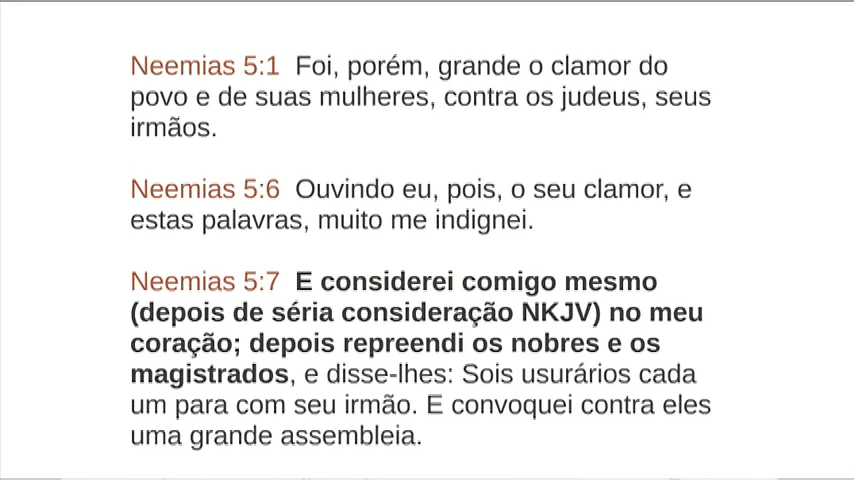 Neemias 5:1 Foi, porém, grande o clamor do
povo e de suas mulheres, contra os judeus, seus
irmãos.
Neemias 5:6 Ouvindo eu, pois, o seu clamor, e
estas palavras, muito me indignei.
Neemias 5:7 E considerei comigo mesmo
(depois de séria consideração NKJV) no meu
coração; depois repreendi os nobres e os
magistrados, e disse-lhes: Sois usurários cada
um para com seu irmão. E convoquei contra eles
uma grande assembleia.